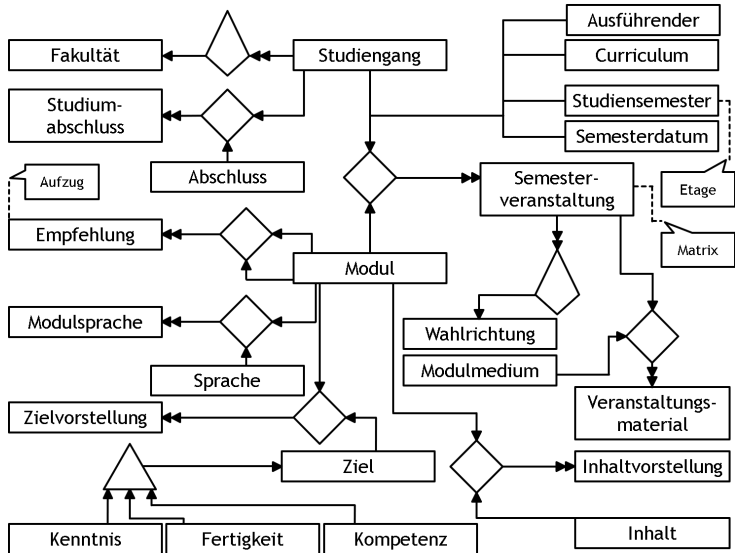 Ausführender
Fakultät
Studiengang
Curriculum
Studium-
abschluss
Studiensemester
Semesterdatum
Abschluss
Aufzug
Semester-
veranstaltung
Etage
Empfehlung
Matrix
Modul
Modulsprache
Wahlrichtung
Sprache
Modulmedium
Zielvorstellung
Veranstaltungs-
material
Ziel
Inhaltvorstellung
Kenntnis
Fertigkeit
Kompetenz
Inhalt